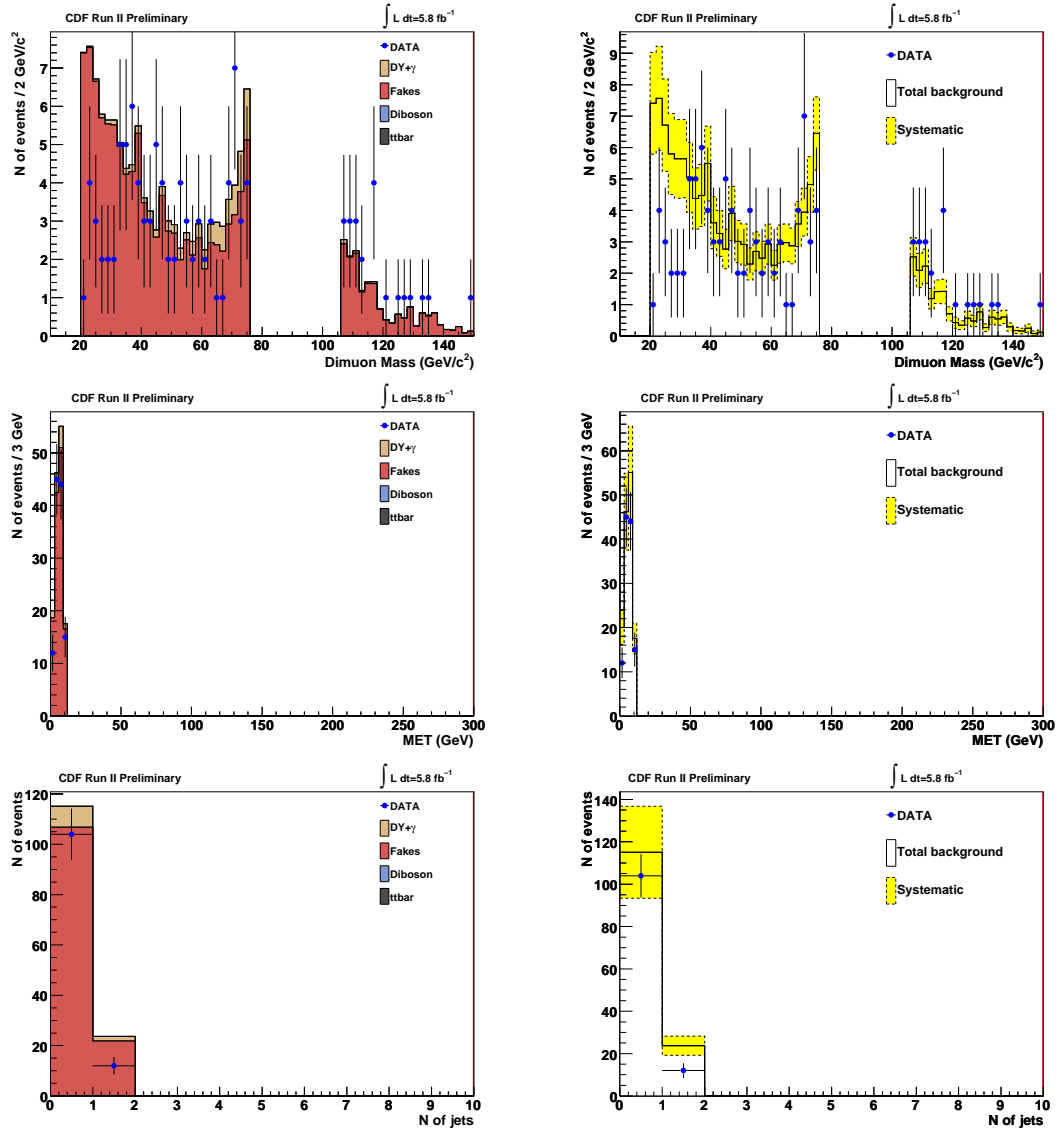 CDF Run II Preliminary ∫ L dt=5.8 fb⁻¹
N of events / 2 GeV/c²
DATA
DY+γ
Fakes
Diboson
ttbar
0 1 2 3 4 5 6 7
20 40 60 80 100 120 140
Dimuon Mass (GeV/c²)
CDF Run II Preliminary ∫ L dt=5.8 fb⁻¹
N of events / 2 GeV/c²
DATA
Total background
Systematic
0 1 2 3 4 5 6 7 8 9
20 40 60 80 100 120 140
Dimuon Mass (GeV/c²)
CDF Run II Preliminary ∫ L dt=5.8 fb⁻¹
N of events / 3 GeV
DATA
DY+γ
Fakes
Diboson
ttbar
0 10 20 30 40 50
0 50 100 150 200 250 300
MET (GeV)
CDF Run II Preliminary ∫ L dt=5.8 fb⁻¹
N of events / 3 GeV
DATA
Total background
Systematic
0 10 20 30 40 50 60
0 50 100 150 200 250 300
MET (GeV)
CDF Run II Preliminary ∫ L dt=5.8 fb⁻¹
N of events
DATA
DY+γ
Fakes
Diboson
ttbar
0 20 40 60 80 100 120
0 1 2 3 4 5 6 7 8 9 10
N of jets
CDF Run II Preliminary ∫ L dt=5.8 fb⁻¹
N of events
DATA
Total background
Systematic
0 20 40 60 80 100 120 140
0 1 2 3 4 5 6 7 8 9 10
N of jets